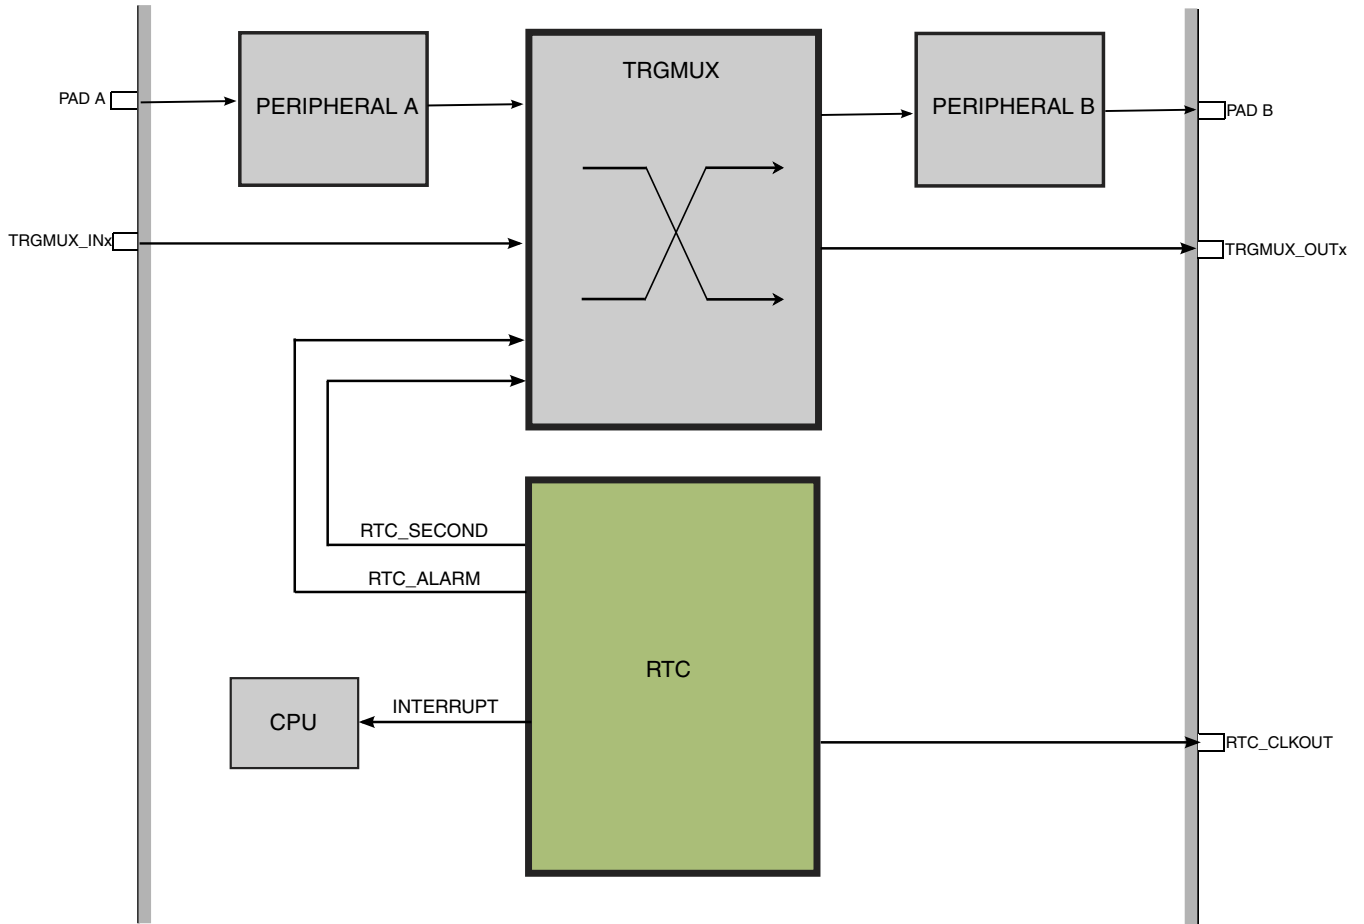 TRGMUX
PAD A
PERIPHERAL A
PERIPHERAL B
PAD B
TRGMUX_INx
TRGMUX_OUTx
RTC_SECOND
RTC_ALARM
RTC
INTERRUPT
CPU
RTC_CLKOUT